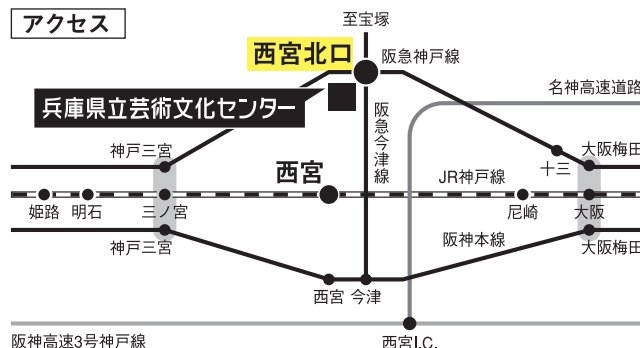 アクセス
至宝塚
西宮北口
阪急神戸線
名神高速道路
兵庫県立芸術文化センター
阪急今津線
神戸三宮
十三
大阪梅田
西宮
JR神戸線
姫路
明石
三ノ宮
尼崎
大阪
神戸三宮
阪神本線
大阪梅田
西宮
今津
阪神高速3号神戸線
西宮I.C.